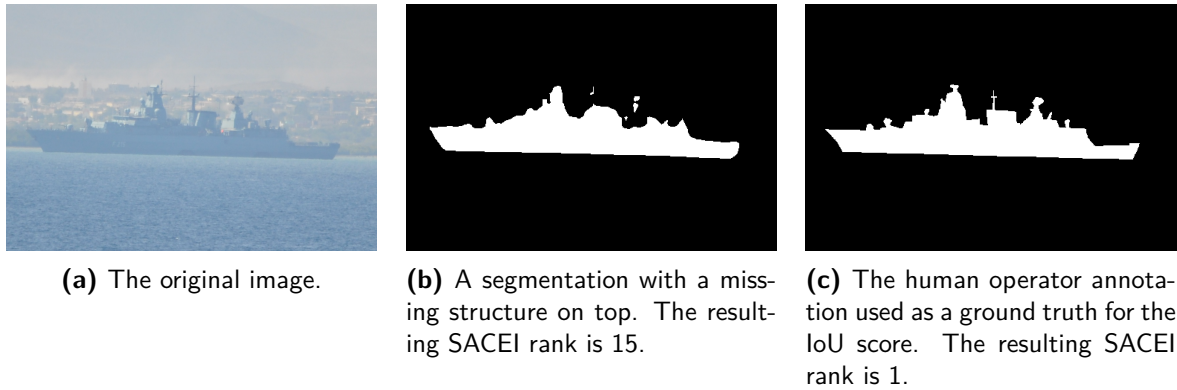 (a) The original image.
(b) A segmentation with a miss-
ing structure on top. The result-
ing SACEI rank is 15.
(c) The human operator annota-
tion used as a ground truth for the
IoU score. The resulting SACEI
rank is 1.